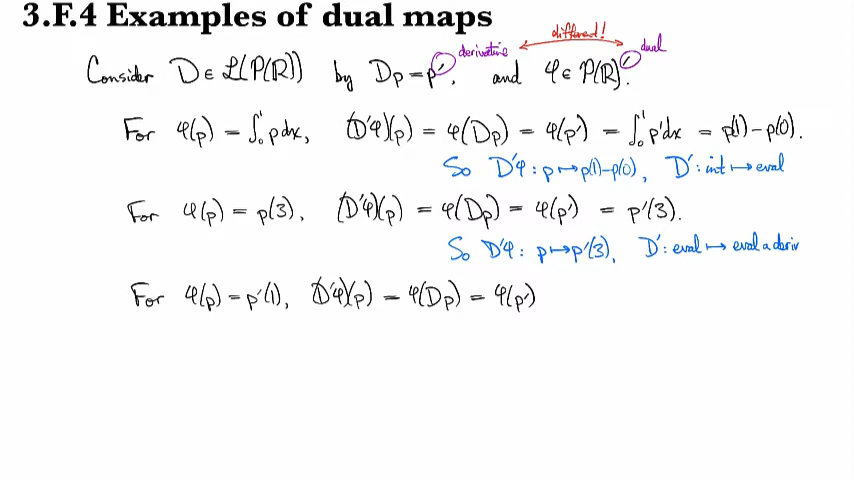 3.F.4 Examples of dual maps
derivative differed! dual
Consider D ∈ ℒ(P(ℝ)) by Dp = p′, and φ ∈ P(ℝ)′.
For φ(p) = ∫₀¹ p dx, (D′φ)(p) = φ(Dp) = φ(p′) = ∫₀¹ p′dx = p(1) − p(0).
So D′φ : p ↦ p(1)−p(0), D′ : int ↦ eval
For φ(p) = p(3), (D′φ)(p) = φ(Dp) = φ(p′) = p′(3).
So D′φ : p ↦ p′(3), D′ : eval ↦ eval a deriv
For φ(p) = p′(1), (D′φ)(p) = φ(Dp) = φ(p′)